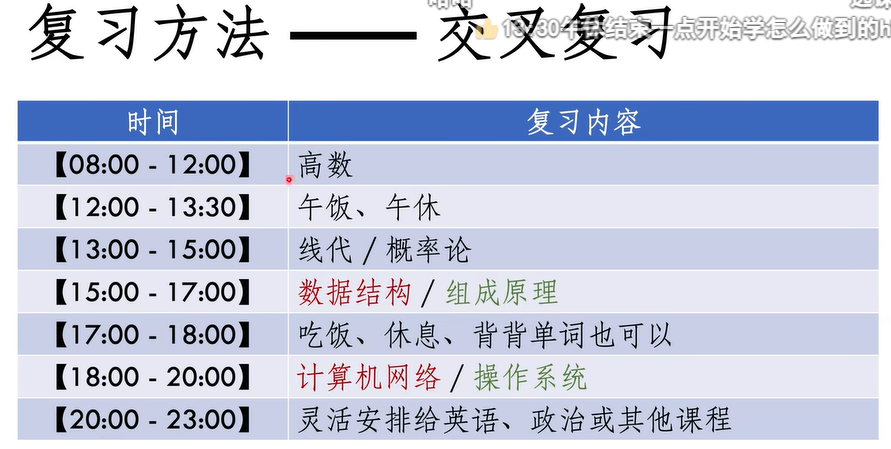 复习方法 —— 交叉复习
13:30午休结束一点开始学怎么做到的h
时间 复习内容
【08:00 - 12:00】 高数
【12:00 - 13:30】 午饭、午休
【13:00 - 15:00】 线代 / 概率论
【15:00 - 17:00】 数据结构 / 组成原理
【17:00 - 18:00】 吃饭、休息、背背单词也可以
【18:00 - 20:00】 计算机网络 / 操作系统
【20:00 - 23:00】 灵活安排给英语、政治或其他课程